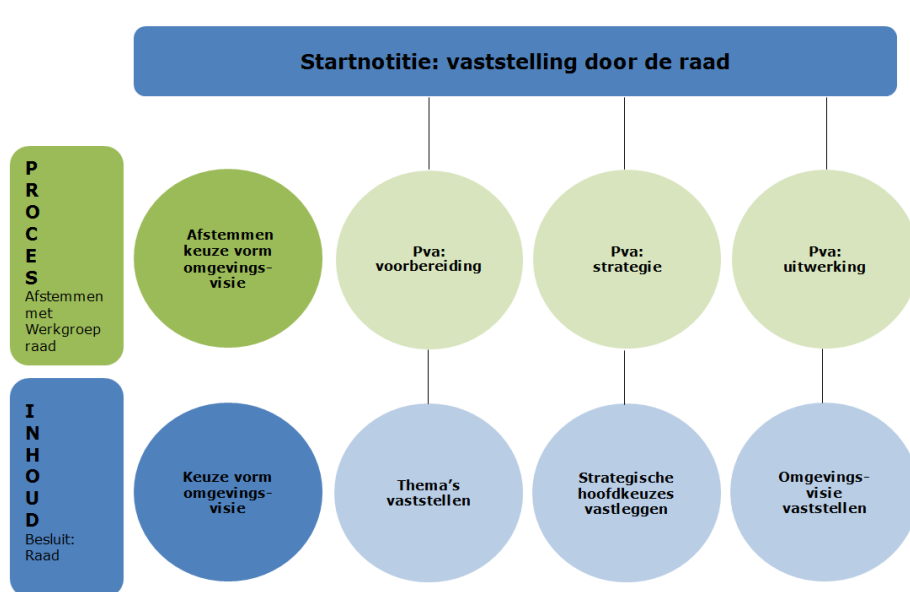 Startnotitie: vaststelling door de raad
P
R
O
C
E
S
Afstemmen
met
Werkgroep
raad
Afstemmen
keuze vorm
omgevings-
visie
Pva:
voorbereiding
Pva:
strategie
Pva:
uitwerking
I
N
H
O
U
D
Besluit:
Raad
Keuze vorm
omgevings-
visie
Thema’s
vaststellen
Strategische
hoofdkeuzes
vastleggen
Omgevings-
visie
vaststellen